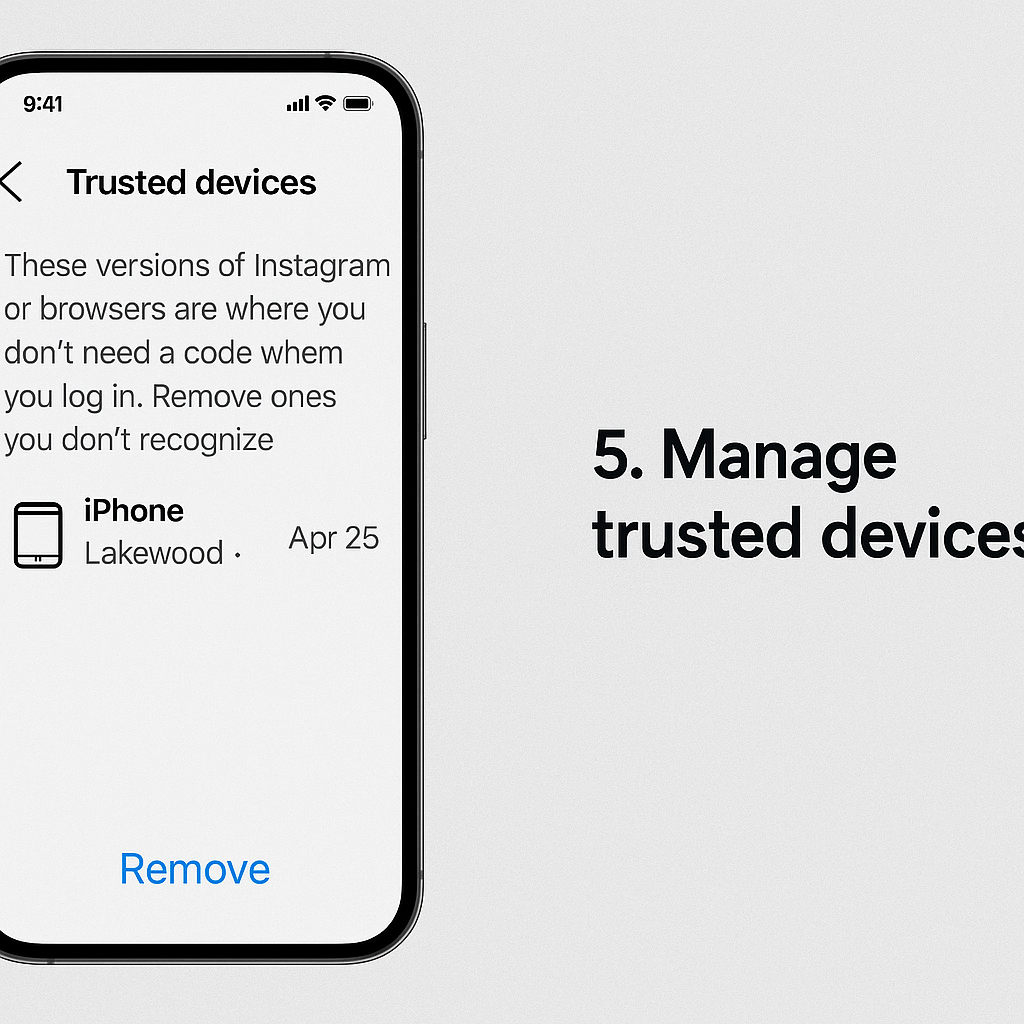 9:41
Trusted devices
These versions of Instagram
or browsers are where you
don't need a code whem
you log in. Remove ones
you don't recognize
iPhone
Lakewood ·
Apr 25
Remove
5. Manage
trusted devices